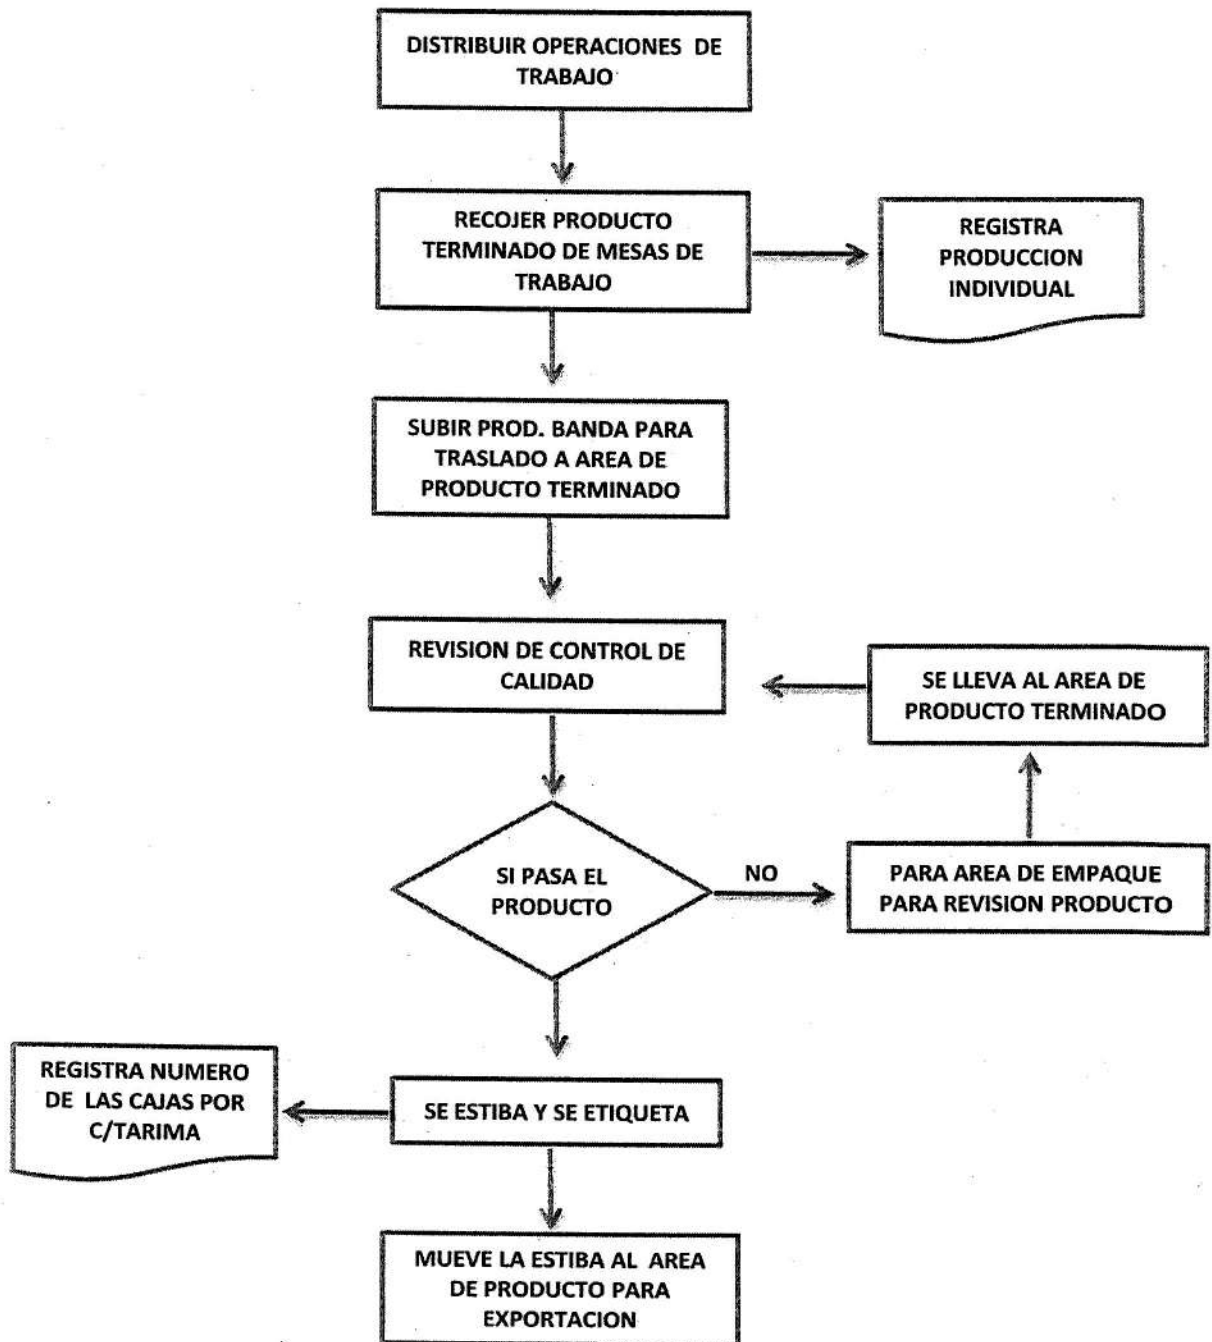 DISTRIBUIR OPERACIONES DE
TRABAJO
RECOJER PRODUCTO
TERMINADO DE MESAS DE
TRABAJO
REGISTRA
PRODUCCION
INDIVIDUAL
SUBIR PROD. BANDA PARA
TRASLADO A AREA DE
PRODUCTO TERMINADO
REVISION DE CONTROL DE
CALIDAD
SE LLEVA AL AREA DE
PRODUCTO TERMINADO
SI PASA EL
PRODUCTO
NO
PARA AREA DE EMPAQUE
PARA REVISION PRODUCTO
REGISTRA NUMERO
DE LAS CAJAS POR
C/TARIMA
SE ESTIBA Y SE ETIQUETA
MUEVE LA ESTIBA AL AREA
DE PRODUCTO PARA
EXPORTACION